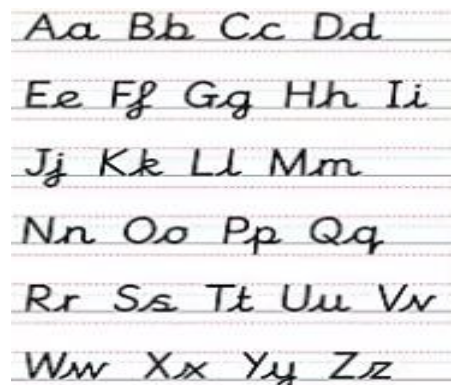 Aa Bb Cc Dd
Ee Ff Gg Hh Ii
Jj Kk Ll Mm
Nn Oo Pp Qq
Rr Ss Tt Uu Vv
Ww Xx Yy Zz